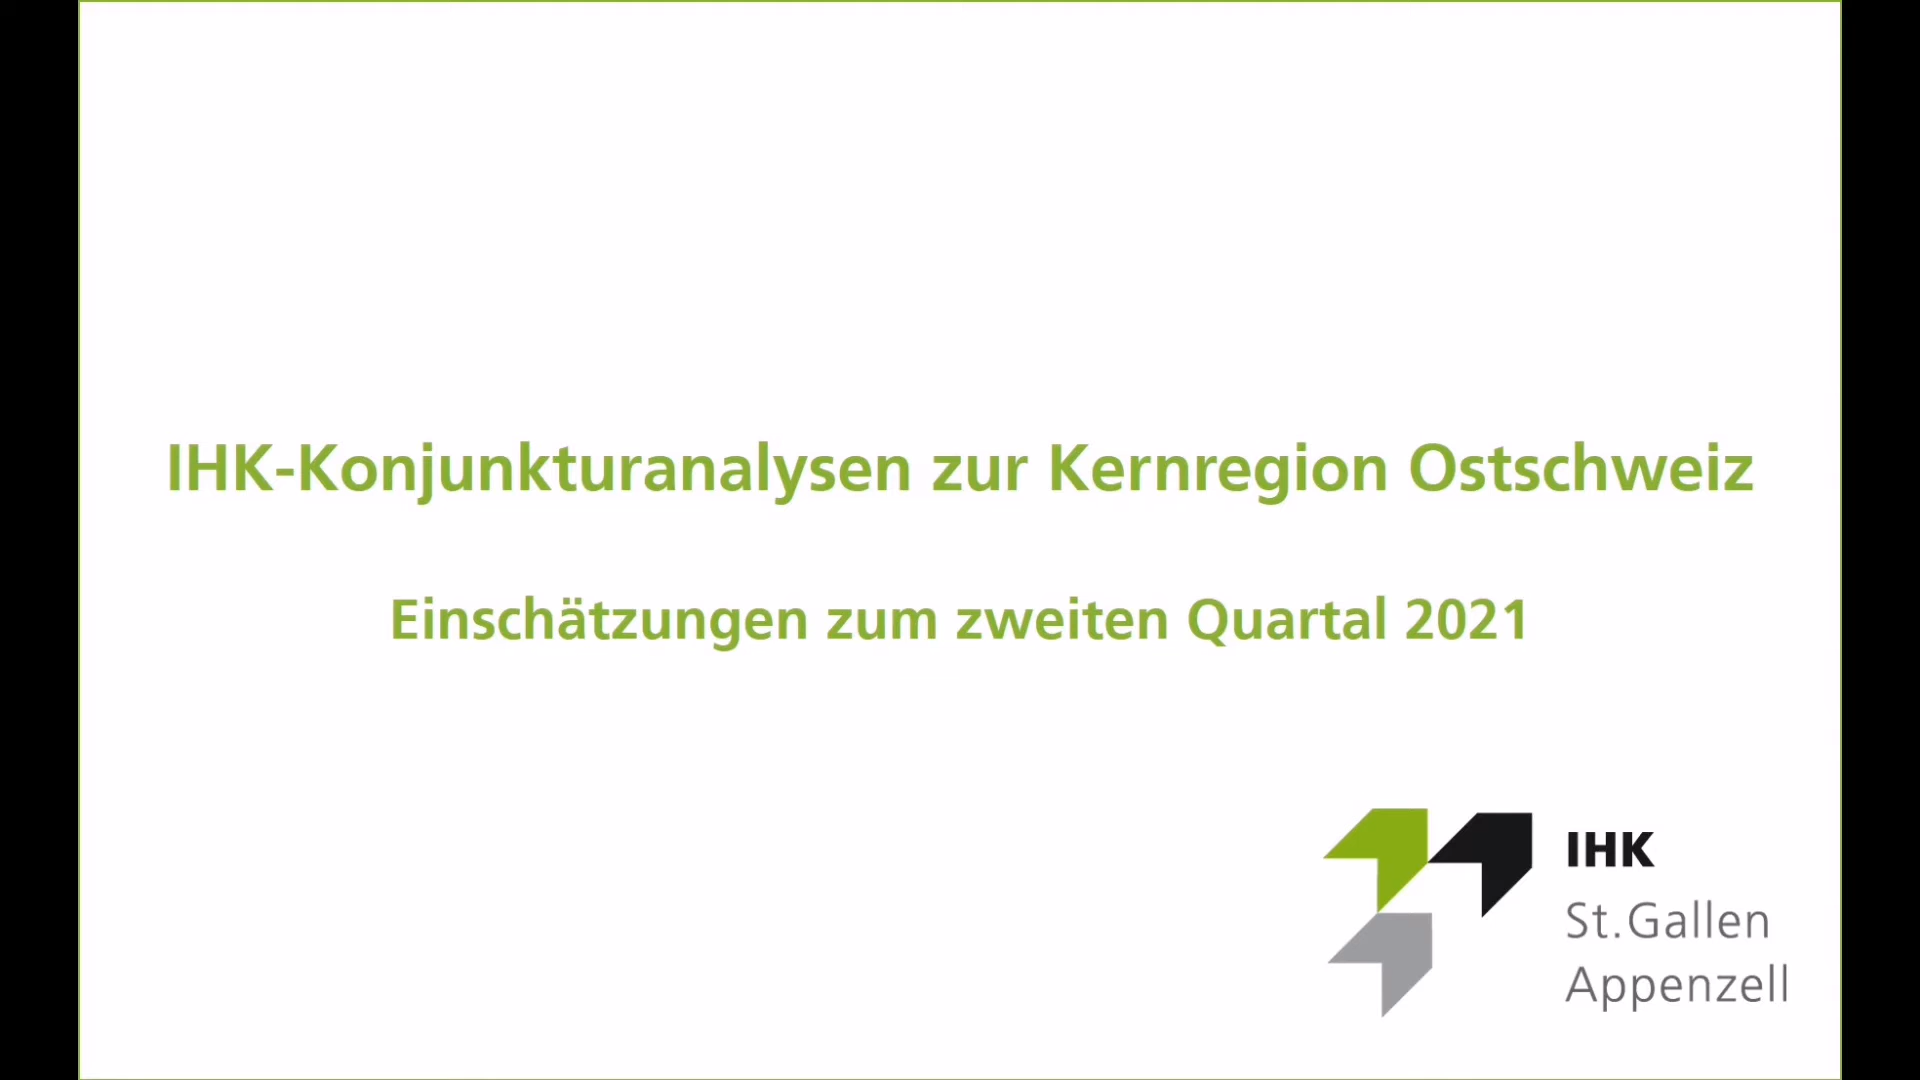 IHK-Konjunkturanalysen zur Kernregion Ostschweiz
Einschätzungen zum zweiten Quartal 2021
IHK
St.Gallen
Appenzell